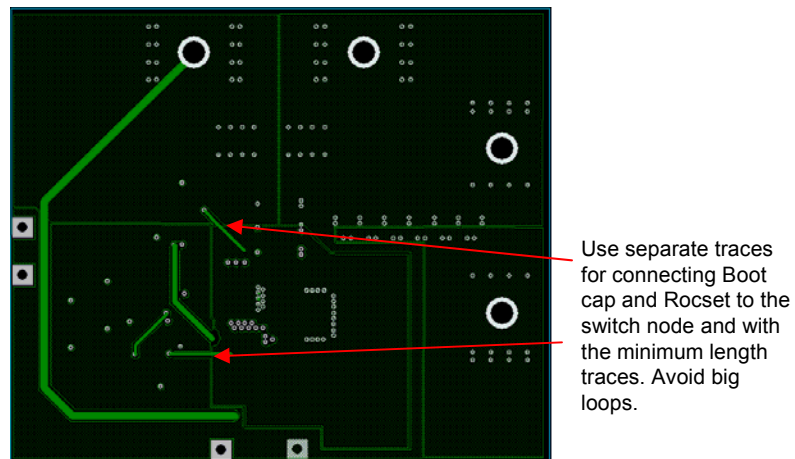 Use separate traces
for connecting Boot
cap and Rocset to the
switch node and with
the minimum length
traces. Avoid big
loops.